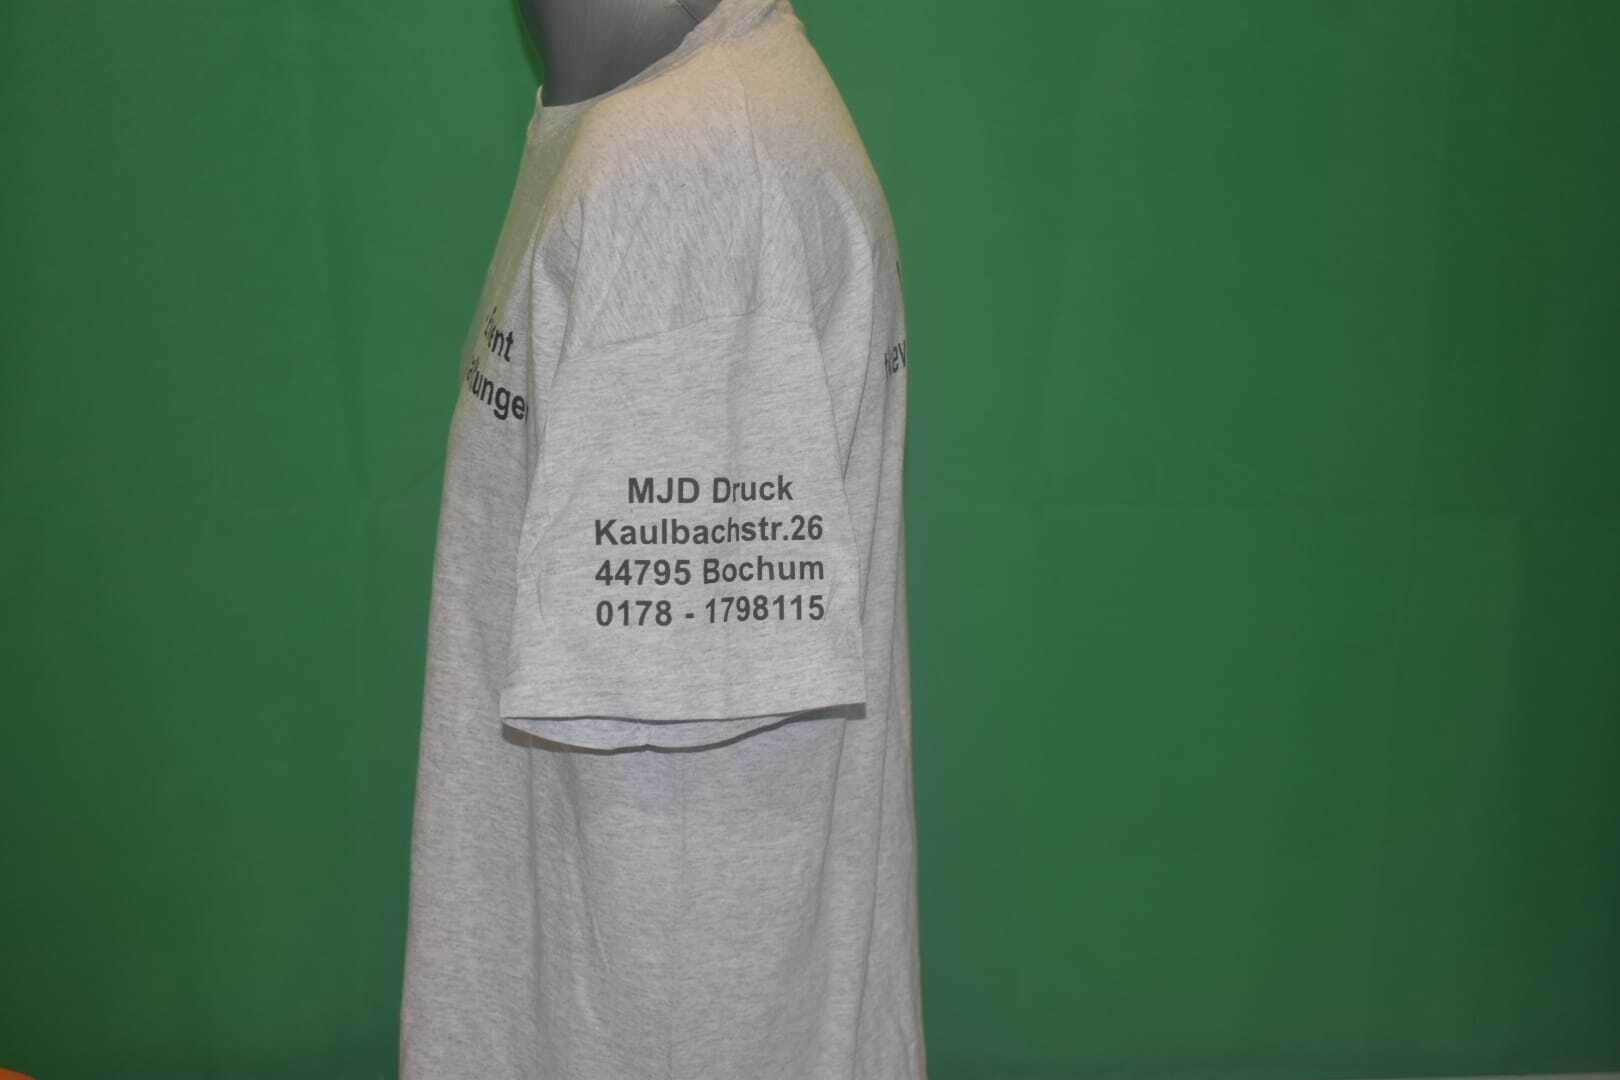 MJD Druck
Kaulbachstr.26
44795 Bochum
0178 - 1798115